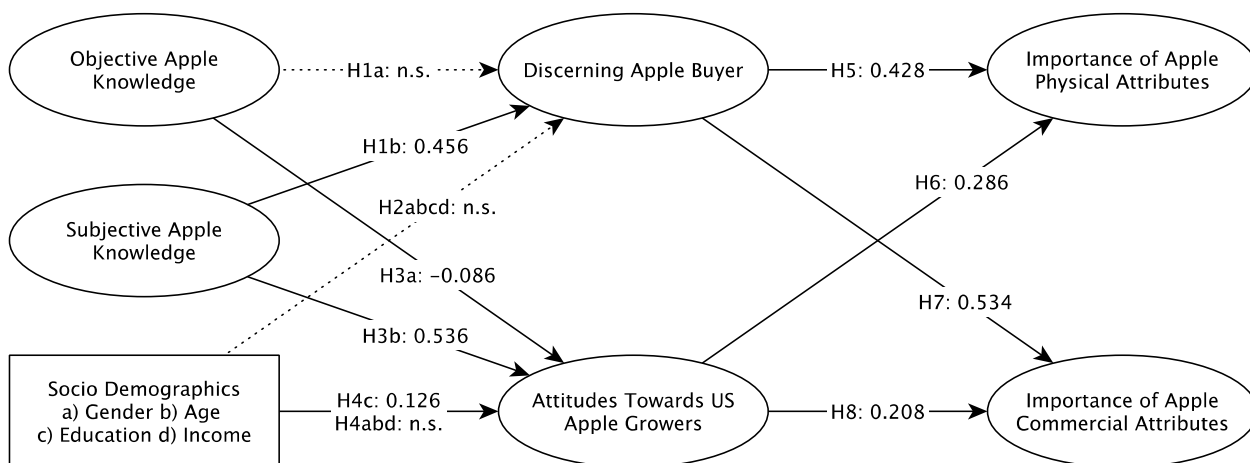 Objective Apple
Knowledge
H1a: n.s.
Discerning Apple Buyer
H5: 0.428
Importance of Apple
Physical Attributes
H1b: 0.456
H6: 0.286
H2abcd: n.s.
Subjective Apple
Knowledge
H3a: −0.086
H7: 0.534
H3b: 0.536
Socio Demographics
a) Gender b) Age
c) Education d) Income
H4c: 0.126
H4abd: n.s.
Attitudes Towards US
Apple Growers
H8: 0.208
Importance of Apple
Commercial Attributes